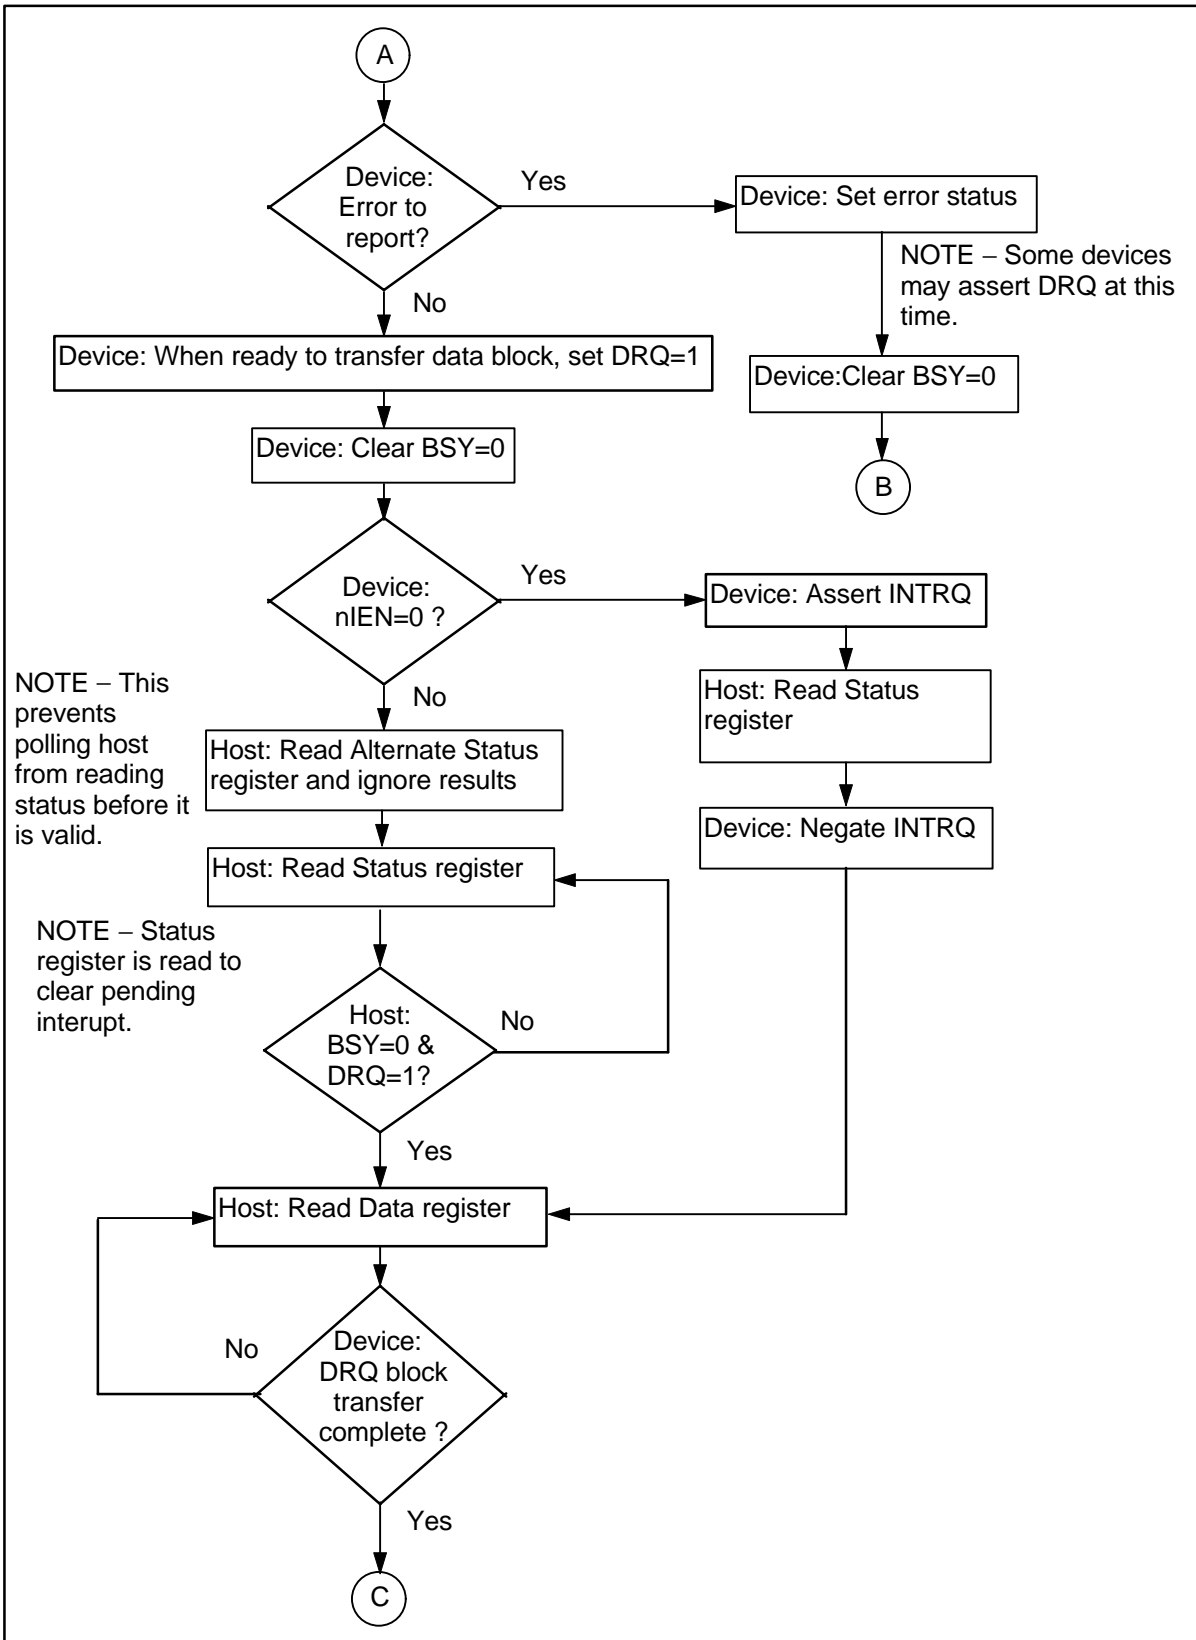 A
Device:
Error to
report?
Yes
Device: Set error status
NOTE – Some devices
may assert DRQ at this
time.
No
Device: When ready to transfer data block, set DRQ=1
Device:Clear BSY=0
Device: Clear BSY=0
B
Device:
nIEN=0 ?
Yes
Device: Assert INTRQ
Host: Read Status
register
No
NOTE – This
prevents
polling host
from reading
status before it
is valid.
Host: Read Alternate Status
register and ignore results
Device: Negate INTRQ
Host: Read Status register
NOTE – Status
register is read to
clear pending
interupt.
Host:
BSY=0 &
DRQ=1?
No
Yes
Host: Read Data register
No
Device:
DRQ block
transfer
complete ?
Yes
C